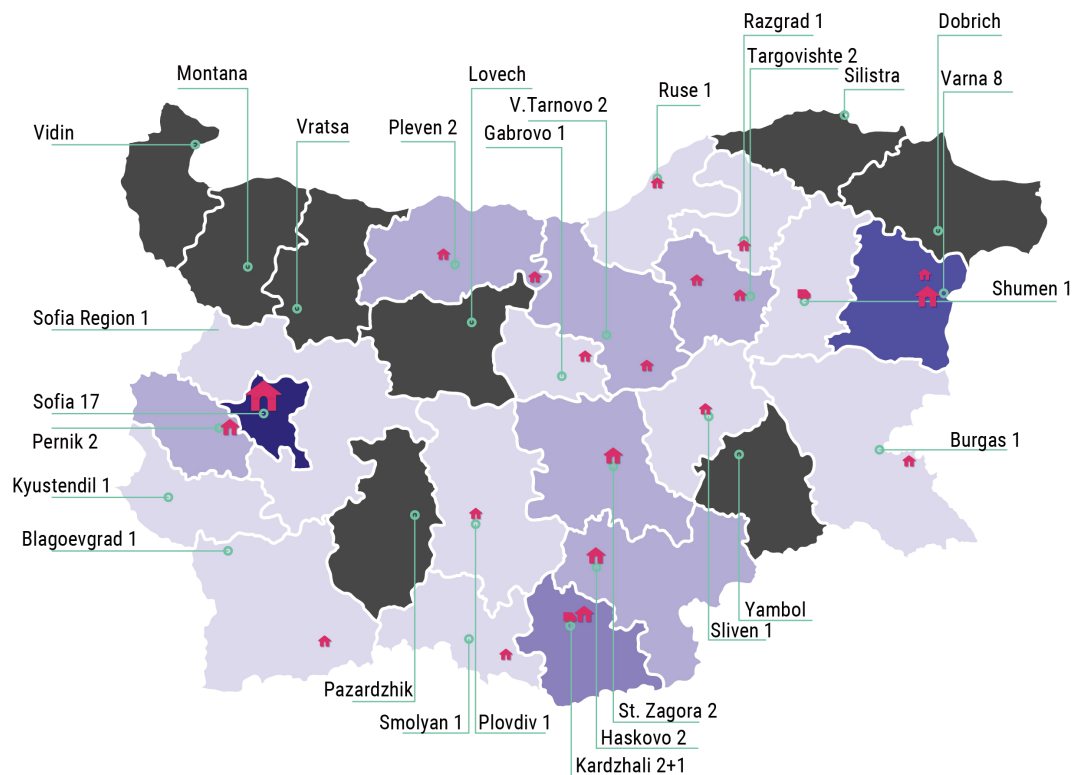 Razgrad 1
Dobrich
Targovishte 2
Montana
Lovech
Silistra
Varna 8
Ruse 1
V.Tarnovo 2
Vidin
Vratsa
Pleven 2
Gabrovo 1
Shumen 1
Sofia Region 1
Sofia 17
Pernik 2
Burgas 1
Kyustendil 1
Blagoevgrad 1
Yambol
Sliven 1
Pazardzhik
St. Zagora 2
Smolyan 1
Plovdiv 1
Haskovo 2
Kardzhali 2+1